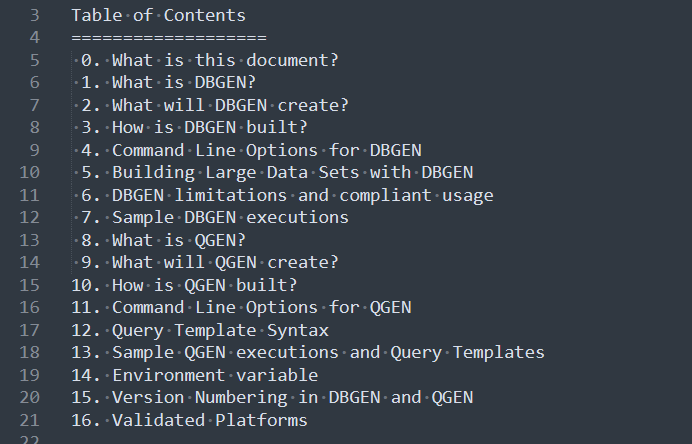 3 Table of Contents
4 ===================
5  0. What is this document?
6  1. What is DBGEN?
7  2. What will DBGEN create?
8  3. How is DBGEN built?
9  4. Command Line Options for DBGEN
10  5. Building Large Data Sets with DBGEN
11  6. DBGEN limitations and compliant usage
12  7. Sample DBGEN executions
13  8. What is QGEN?
14  9. What will QGEN create?
15 10. How is QGEN built?
16 11. Command Line Options for QGEN
17 12. Query Template Syntax
18 13. Sample QGEN executions and Query Templates
19 14. Environment variable
20 15. Version Numbering in DBGEN and QGEN
21 16. Validated Platforms
22